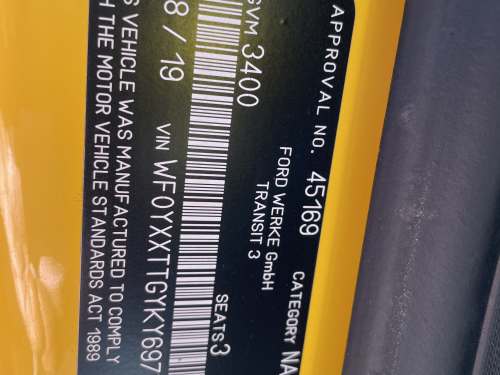 APPROVAL NO. 45169 CATEGORY NA
FORD WERKE GmbH
TRANSIT 3
GVM 3400 SEATS 3
8 / 19 VIN WF0YXXTTGYKY697
S VEHICLE WAS MANUFACTURED TO COMPLY
H THE MOTOR VEHICLE STANDARDS ACT 1989